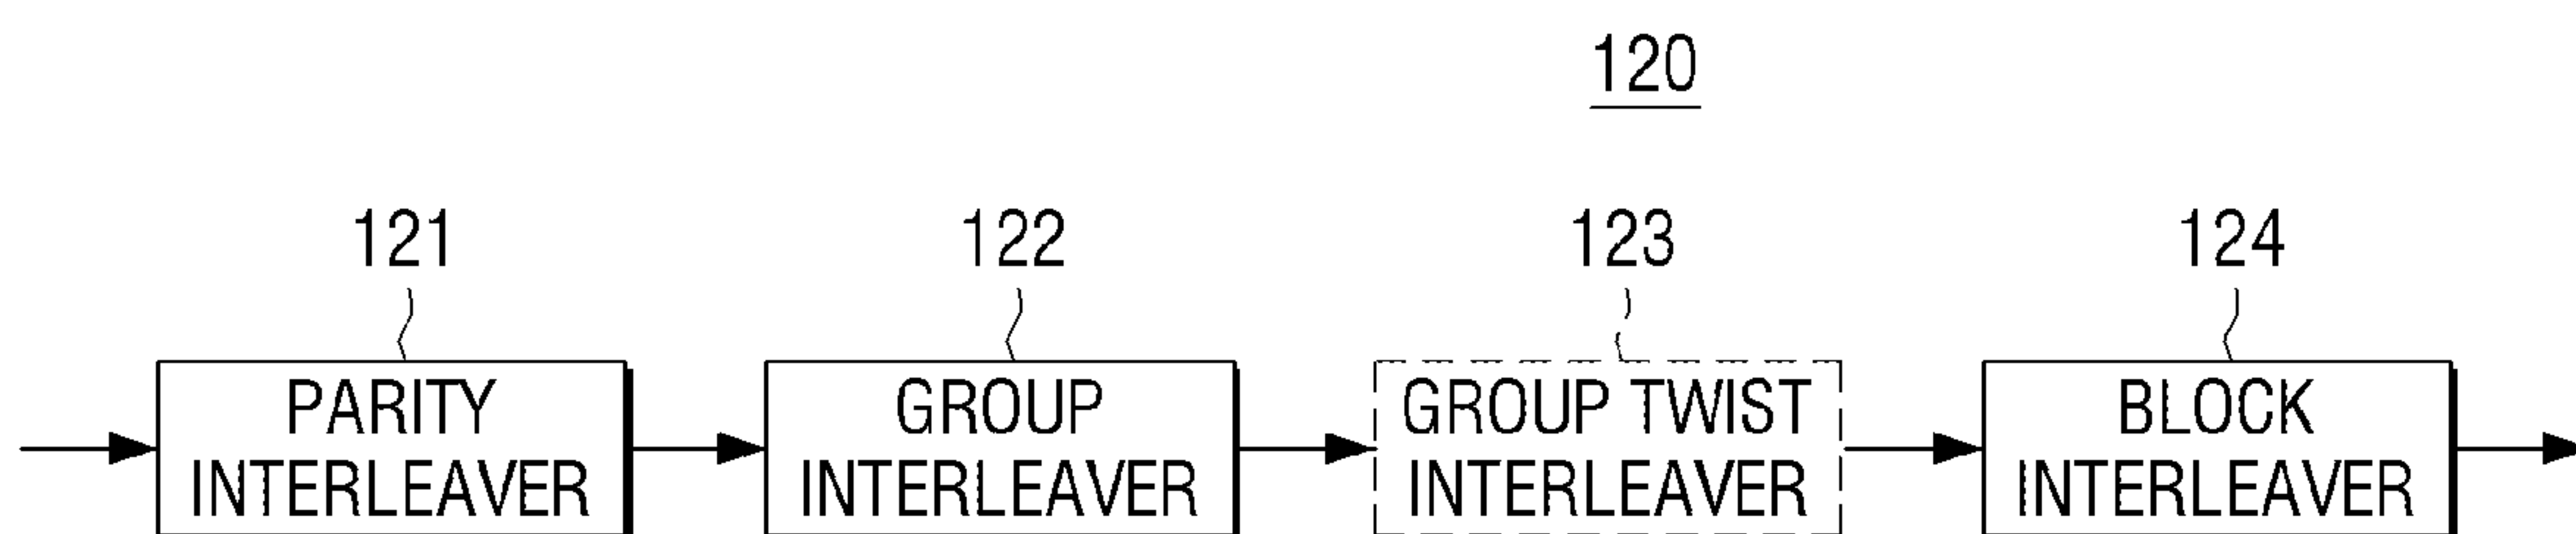 120
121
122
123
124
PARITY
INTERLEAVER
GROUP
INTERLEAVER
GROUP TWIST
INTERLEAVER
BLOCK
INTERLEAVER